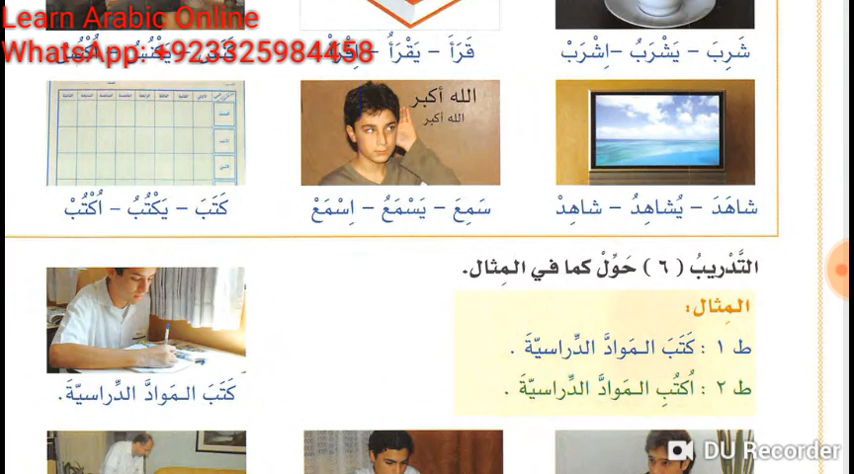 Learn Arabic Online
WhatsApp: +923325984458
شَرِبَ – يَشْرَبُ –اِشْرَبْ
قَرَأَ – يَقْرَأُ – اِقْرَأْ
الله أكبر
الله أكبر
شاهَدَ – يُشاهِدُ – شاهِدْ
سَمِعَ – يَسْمَعُ – اِسْمَعْ
كَتَبَ – يَكْتُبُ – اُكْتُبْ
التَّدْريبُ ( ٦ ) حَوِّلْ كما في المِثال.
المِثال:
ط ١ : كَتَبَ المَوادَّ الدِّراسيّةَ .
ط ٢ : اُكتُبِ المَوادَّ الدِّراسيّةَ .
كَتَبَ المَوادَّ الدِّراسيّةَ.
DU Recorder